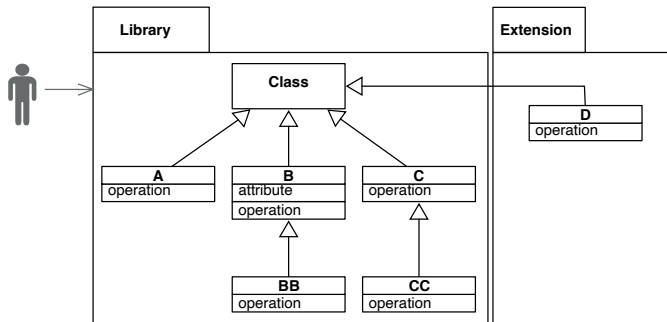 Library
Extension
Class
D
operation
A
operation
B
attribute
operation
C
operation
BB
operation
CC
operation